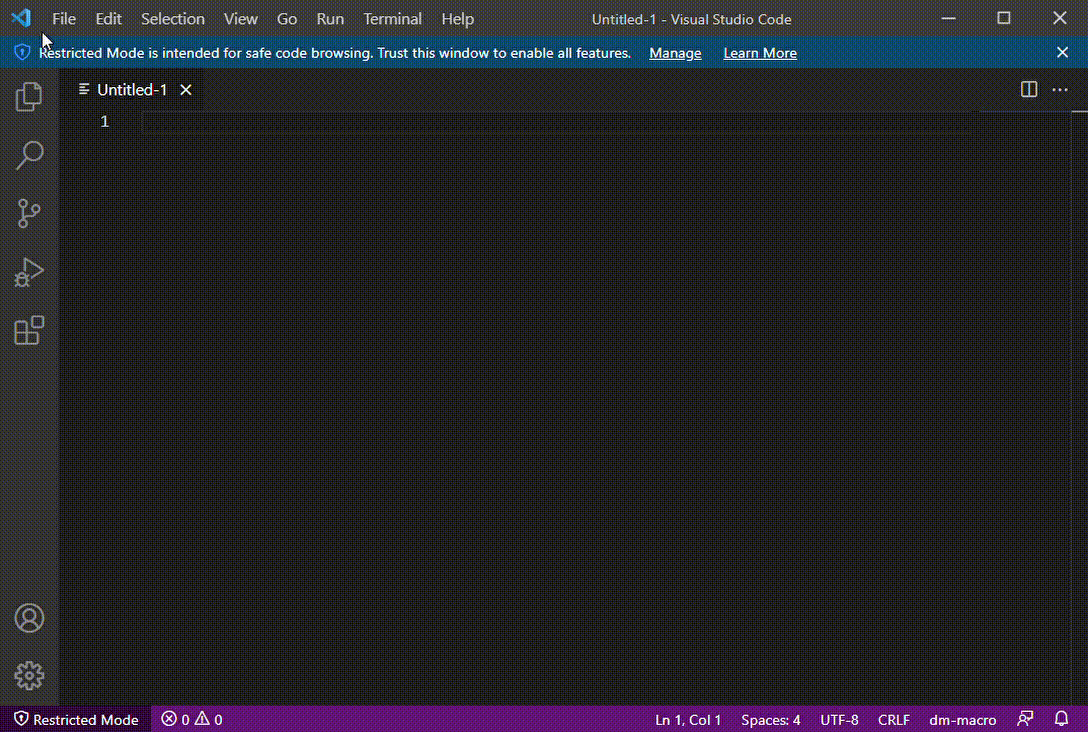 File Edit Selection View Go Run Terminal Help Untitled-1 - Visual Studio Code
Restricted Mode is intended for safe code browsing. Trust this window to enable all features. Manage Learn More
Untitled-1
1
Restricted Mode 0 0 Ln 1, Col 1 Spaces: 4 UTF-8 CRLF dm-macro